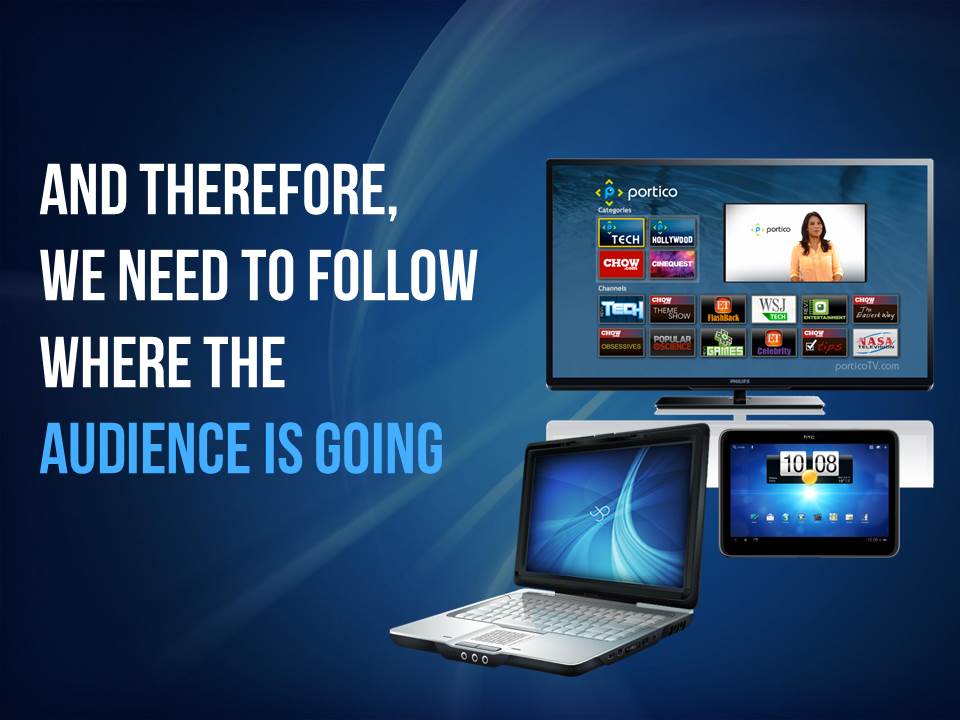 AND THEREFORE,
WE NEED TO FOLLOW
WHERE THE
AUDIENCE IS GOING
portico
Categories
TECH
HOLLYWOOD
CHOW
.com
CINEQUEST
portico
Channels
TECH
CHOW
THEME
SHOW
ET
FlashBack
WSJ
TECH
ENTERTAINMENT
CHOW
The
Easiest Way
CHOW
OBSESSIVES
POPULAR
SCIENCE
GAMES
ET
Celebrity
CHOW
tips
NASA
TELEVISION
porticoTV.com
PHILIPS
hTC
10 08